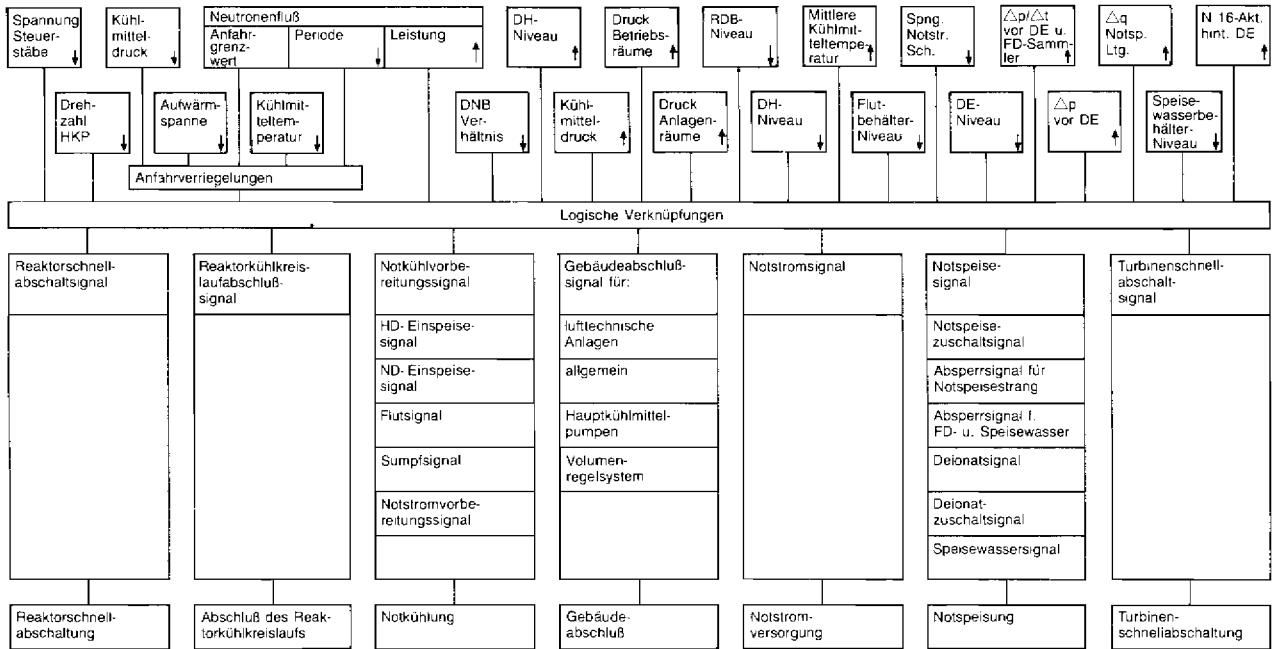 Spannung
Steuer-
stäbe
Kühl-
mittel-
druck
Neutronenfluß
Anfahr-
grenz-
wert
Periode
Leistung
DH-
Niveau
Druck
Betriebs-
räume
RDB-
Niveau
Mittlere
Kühlmit-
teltempe-
ratur
Spng.
Notstr.
Sch.
△p/△t
vor DE u.
FD-Samm-
ler
△q
Notsp.
Ltg.
N 16-Akt.
hint. DE
Dreh-
zahl
HKP
Aufwärm-
spanne
Kühlmit-
teltem-
peratur
DNB
Ver-
hältnis
Kühl-
mittel-
druck
Druck
Anlagen-
räume
DH-
Niveau
Flut-
behälter-
Niveau
DE-
Niveau
△p
vor DE
Speise-
wasserbe-
hälter-
Niveau
Anfahrverriegelungen
Logische Verknüpfungen
Reaktorschnell-
abschaltsignal
Reaktorkühlkreis-
laufabschluß-
signal
Notkühlvorbe-
reitungssignal
HD- Einspeise-
signal
ND- Einspeise-
signal
Flutsignal
Sumpfsignal
Notstromvorbe-
reitungssignal
Gebäudeabschluß-
signal für:
lufttechnische
Anlagen
allgemein
Hauptkühlmittel-
pumpen
Volumen-
regelsystem
Notstromsignal
Notspeise-
signal
Notspeise-
zuschaltsignal
Absperrsignal für
Notspeisestrang
Absperrsignal f.
FD- u. Speisewasser
Deionatsignal
Deionat-
zuschaltsignal
Speisewassersignal
Turbinenschnell-
abschalt-
signal
Reaktorschnell-
abschaltung
Abschluß des Reak-
torkühlkreislaufs
Notkühlung
Gebäude-
abschluß
Notstrom-
versorgung
Notspeisung
Turbinen-
schnellabschaltung